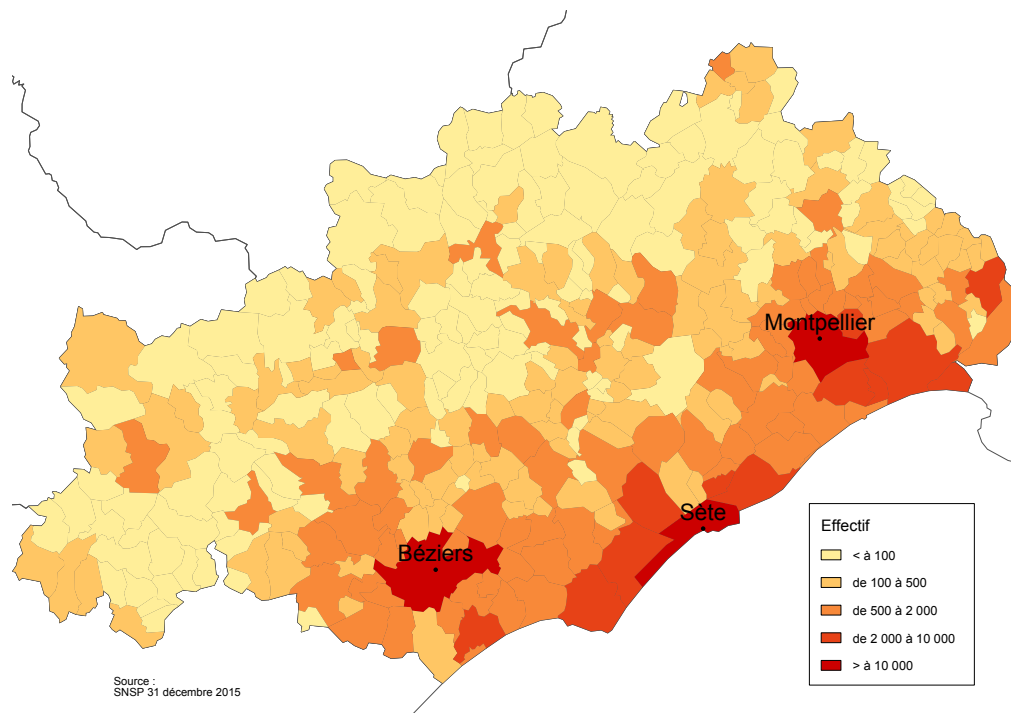 Montpellier
Sète
Béziers
Effectif
< à 100
de 100 à 500
de 500 à 2 000
de 2 000 à 10 000
> à 10 000
Source :
SNSP 31 décembre 2015